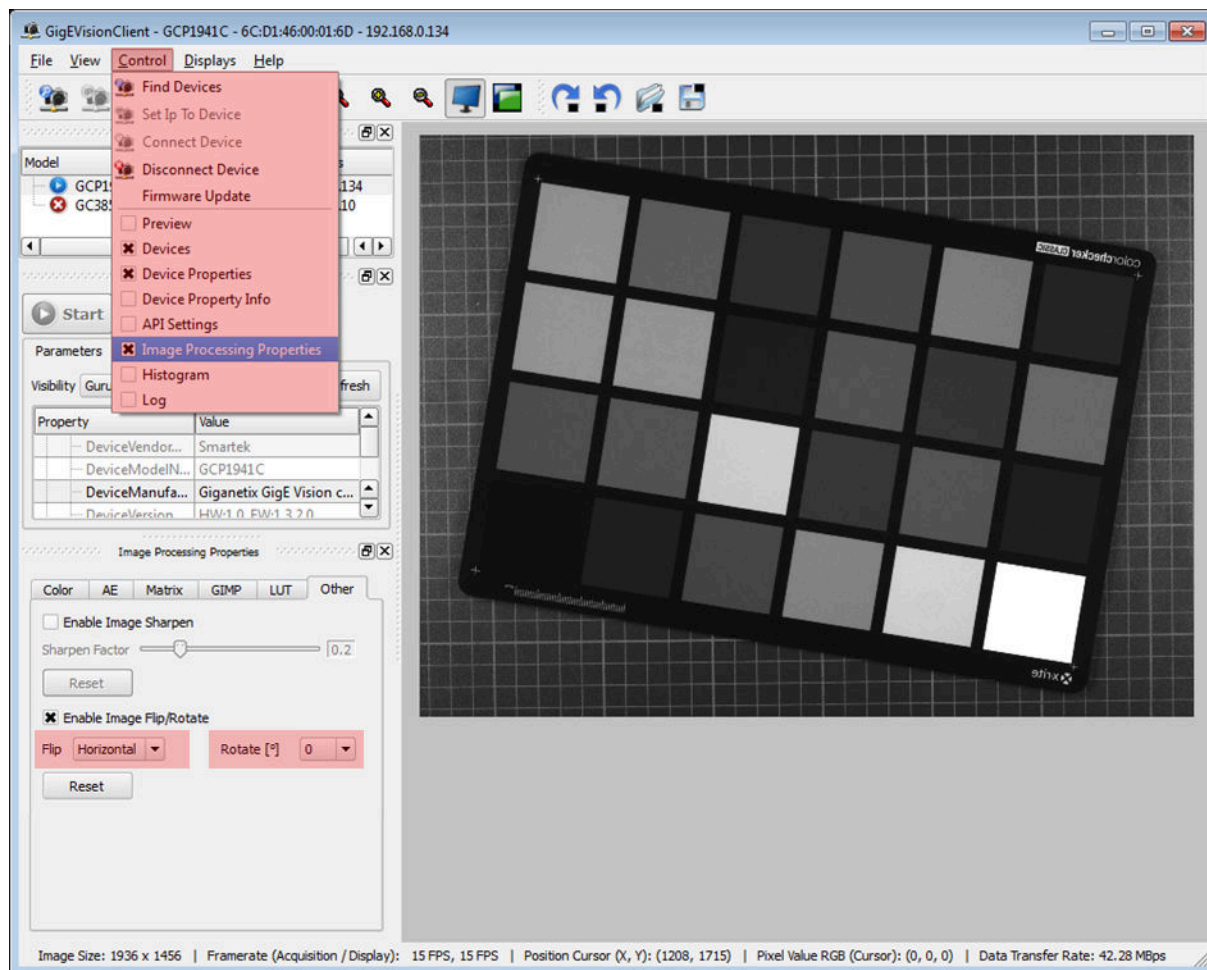 GigEVisionClient - GCP1941C - 6C:D1:46:00:01:6D - 192.168.0.134
File View Control Displays Help
Find Devices
Set Ip To Device
Connect Device
Disconnect Device
Firmware Update
Preview
Devices
Device Properties
Device Property Info
API Settings
Image Processing Properties
Histogram
Log
Model s
GCP19 .134
GC385 .10
Start
Parameters
Visibility Guru fresh
Property Value
DeviceVendor... Smartek
DeviceModelN... GCP1941C
DeviceManufa... Giganetix GigE Vision c...
DeviceVersion HW:1.0, FW:1.3.2.0
Image Processing Properties
Color AE Matrix GIMP LUT Other
Enable Image Sharpen
Sharpen Factor 0.2
Reset
Enable Image Flip/Rotate
Flip Horizontal Rotate [°] 0
Reset
colorchecker CLASSIC
x-rite
Image Size: 1936 x 1456 | Framerate (Acquisition / Display): 15 FPS, 15 FPS | Position Cursor (X, Y): (1208, 1715) | Pixel Value RGB (Cursor): (0, 0, 0) | Data Transfer Rate: 42.28 MBps